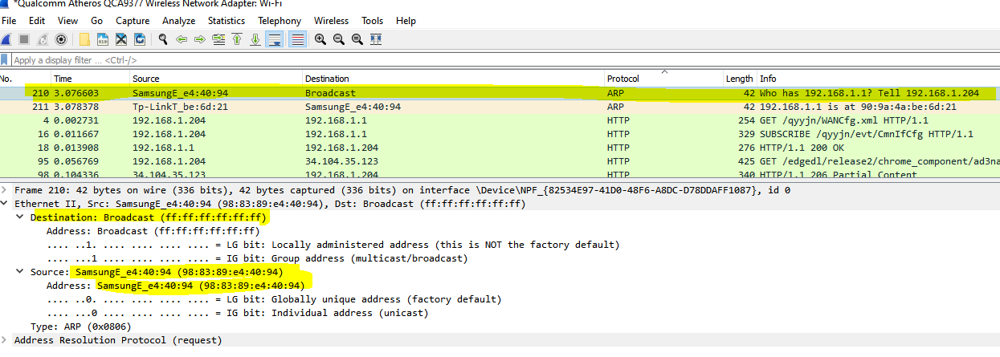 *Qualcomm Atheros QCA9377 Wireless Network Adapter: Wi-Fi
File Edit View Go Capture Analyze Statistics Telephony Wireless Tools Help
Apply a display filter ... <Ctrl-/>
No. Time Source Destination Protocol Length Info
210 3.076603 SamsungE_e4:40:94 Broadcast ARP 42 Who has 192.168.1.1? Tell 192.168.1.204
211 3.078378 Tp-LinkT_be:6d:21 SamsungE_e4:40:94 ARP 42 192.168.1.1 is at 90:9a:4a:be:6d:21
4 0.002731 192.168.1.204 192.168.1.1 HTTP 254 GET /qyyjn/WANCfg.xml HTTP/1.1
16 0.011667 192.168.1.204 192.168.1.1 HTTP 329 SUBSCRIBE /qyyjn/evt/CmnIfCfg HTTP/1.1
18 0.013908 192.168.1.1 192.168.1.204 HTTP 276 HTTP/1.1 200 OK
95 0.056769 192.168.1.204 34.104.35.123 HTTP 425 GET /edgedl/release2/chrome_component/ad3na
98 0.104336 34.104.35.123 192.168.1.204 HTTP 340 HTTP/1.1 206 Partial Content
Frame 210: 42 bytes on wire (336 bits), 42 bytes captured (336 bits) on interface \Device\NPF_{82534E97-41D0-48F6-A8DC-D78DDAFF1087}, id 0
Ethernet II, Src: SamsungE_e4:40:94 (98:83:89:e4:40:94), Dst: Broadcast (ff:ff:ff:ff:ff:ff)
Destination: Broadcast (ff:ff:ff:ff:ff:ff)
Address: Broadcast (ff:ff:ff:ff:ff:ff)
.... ..1. .... .... .... .... = LG bit: Locally administered address (this is NOT the factory default)
.... ...1 .... .... .... .... = IG bit: Group address (multicast/broadcast)
Source: SamsungE_e4:40:94 (98:83:89:e4:40:94)
Address: SamsungE_e4:40:94 (98:83:89:e4:40:94)
.... ..0. .... .... .... .... = LG bit: Globally unique address (factory default)
.... ...0 .... .... .... .... = IG bit: Individual address (unicast)
Type: ARP (0x0806)
Address Resolution Protocol (request)